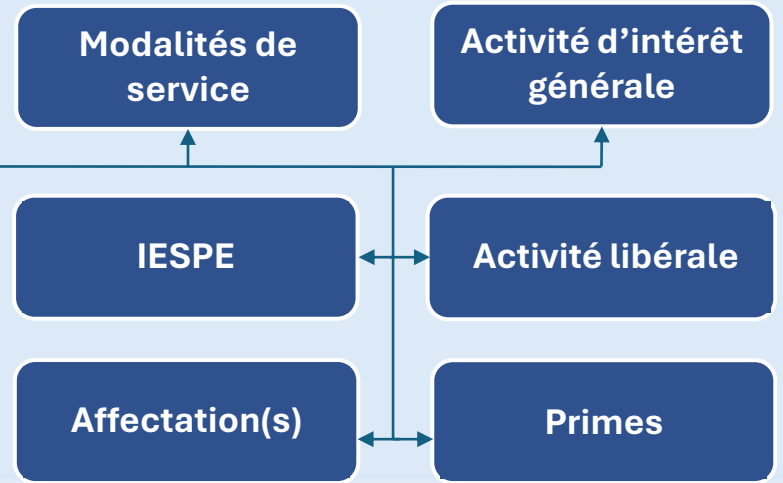 Modalités de
service
Activité d’intérêt
générale
IESPE
Activité libérale
Affectation(s)
Primes